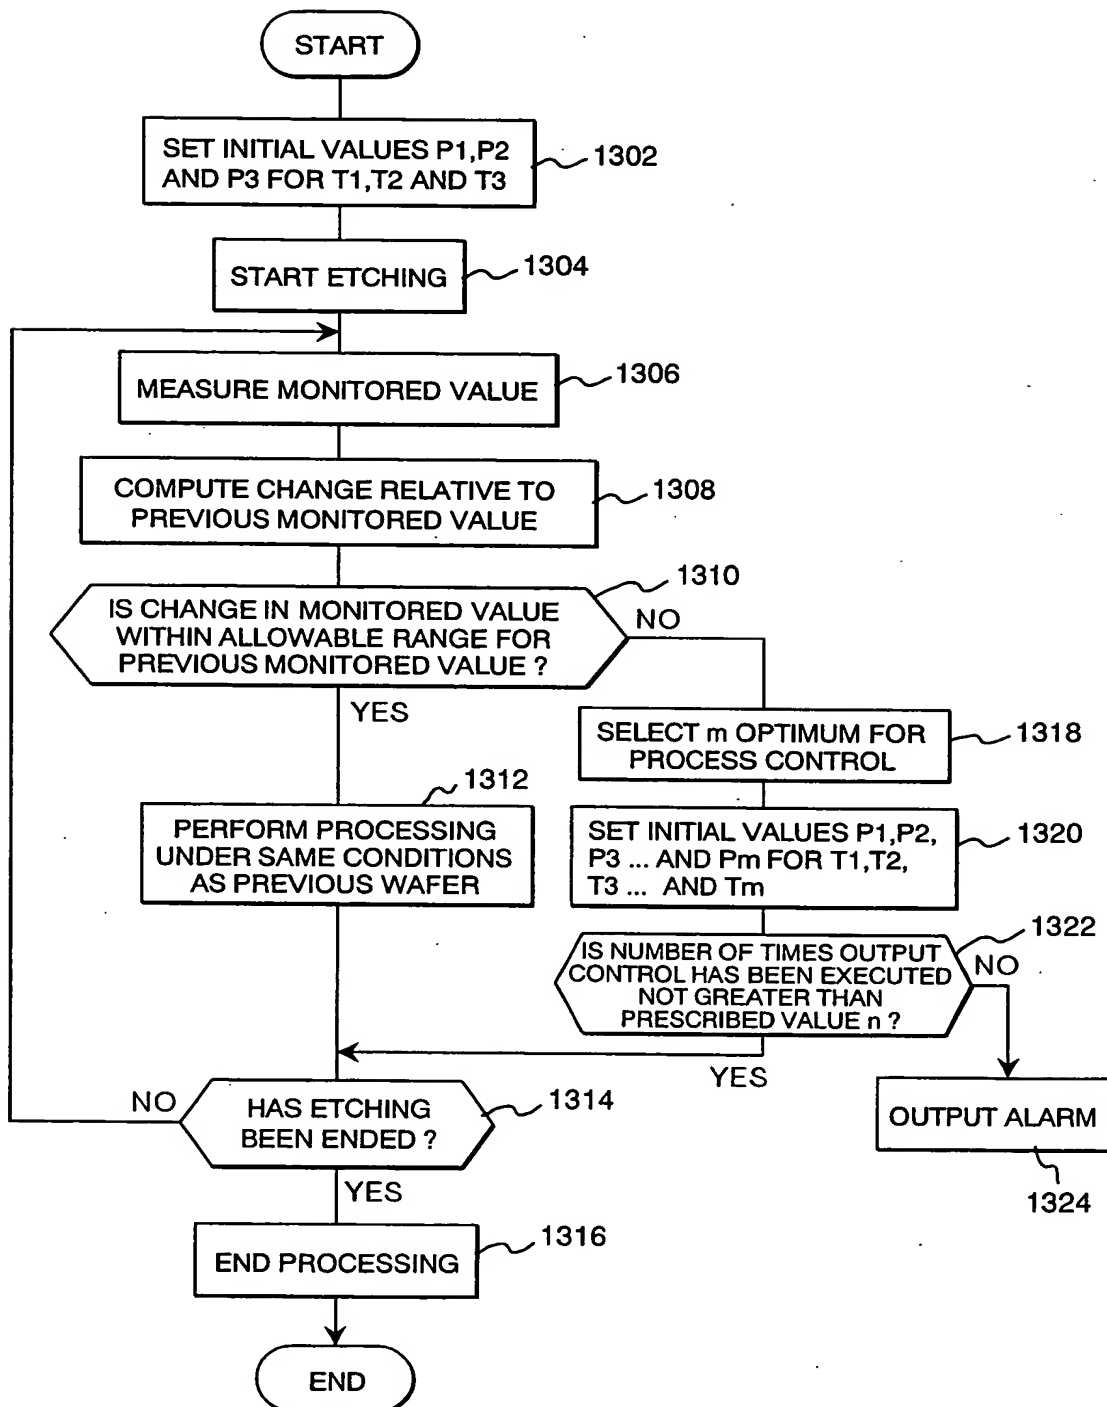 START
SET INITIAL VALUES P1,P2
AND P3 FOR T1,T2 AND T3
1302
START ETCHING
1304
MEASURE MONITORED VALUE
1306
COMPUTE CHANGE RELATIVE TO
PREVIOUS MONITORED VALUE
1308
IS CHANGE IN MONITORED VALUE
WITHIN ALLOWABLE RANGE FOR
PREVIOUS MONITORED VALUE ?
1310
NO
YES
SELECT m OPTIMUM FOR
PROCESS CONTROL
1318
PERFORM PROCESSING
UNDER SAME CONDITIONS
AS PREVIOUS WAFER
1312
SET INITIAL VALUES P1,P2,
P3 ... AND Pm FOR T1,T2,
T3 ... AND Tm
1320
IS NUMBER OF TIMES OUTPUT
CONTROL HAS BEEN EXECUTED
NOT GREATER THAN
PRESCRIBED VALUE n ?
1322
NO
YES
HAS ETCHING
BEEN ENDED ?
1314
NO
YES
OUTPUT ALARM
1324
END PROCESSING
1316
END